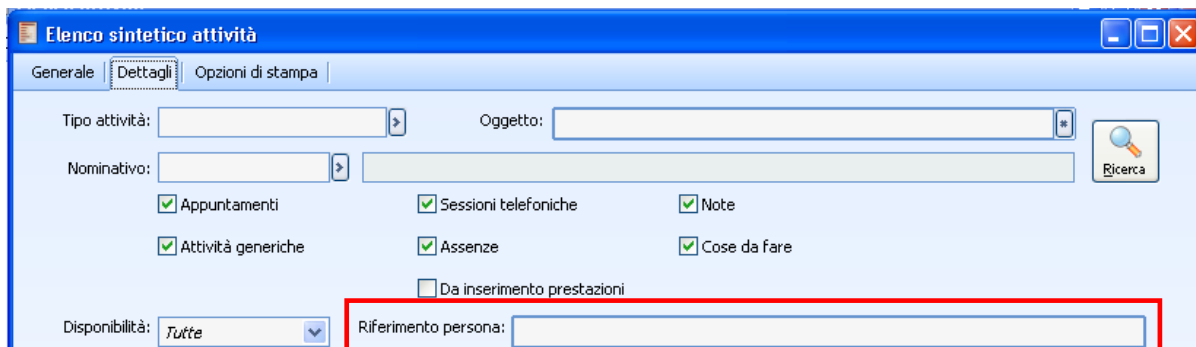 Elenco sintetico attività
Generale Dettagli Opzioni di stampa
Tipo attività: Oggetto:
Nominativo: Ricerca
Appuntamenti Sessioni telefoniche Note
Attività generiche Assenze Cose da fare
Da inserimento prestazioni
Disponibilità: Tutte Riferimento persona: